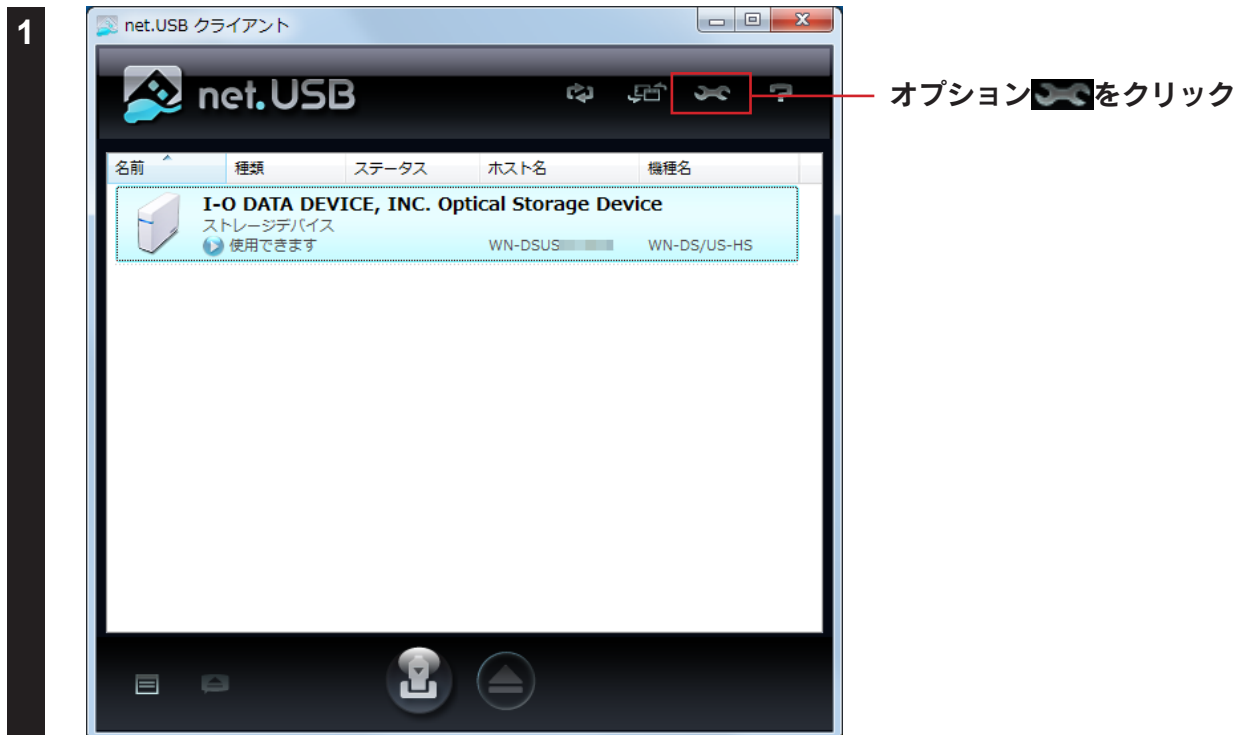 1
net.USB クライアント
net.USB
オプションをクリック
名前 種類 ステータス ホスト名 機種名
I-O DATA DEVICE, INC. Optical Storage Device
ストレージデバイス
使用できます WN-DSUS WN-DS/US-HS